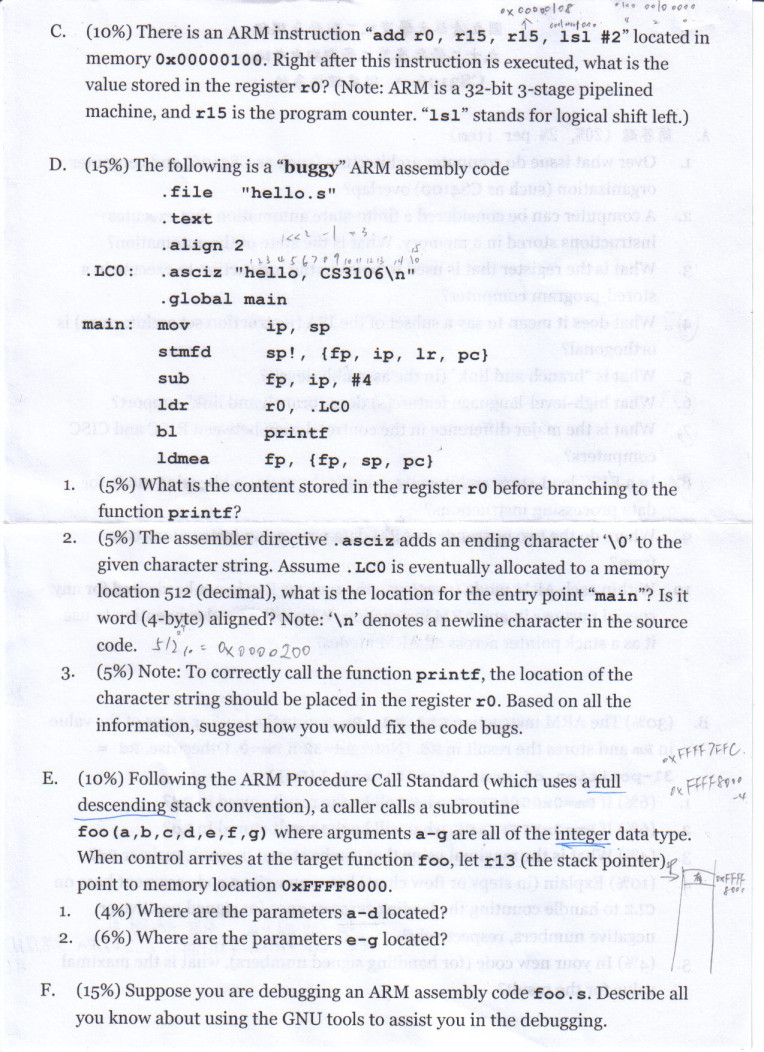 0x00000108
C. (10%) There is an ARM instruction “add r0, r15, r15, lsl #2” located in
memory 0x00000100. Right after this instruction is executed, what is the
value stored in the register r0? (Note: ARM is a 32-bit 3-stage pipelined
machine, and r15 is the program counter. “lsl” stands for logical shift left.)
D. (15%) The following is a “buggy” ARM assembly code
.file "hello.s"
.text
.align 2
.LC0: .asciz "hello, CS3106\n"
.global main
main: mov ip, sp
stmfd sp!, {fp, ip, lr, pc}
sub fp, ip, #4
ldr r0, .LC0
bl printf
ldmea fp, {fp, sp, pc}
1. (5%) What is the content stored in the register r0 before branching to the
function printf?
2. (5%) The assembler directive .asciz adds an ending character ‘\0’ to the
given character string. Assume .LC0 is eventually allocated to a memory
location 512 (decimal), what is the location for the entry point “main”? Is it
word (4-byte) aligned? Note: ‘\n’ denotes a newline character in the source
code. 512 = 0x0000200
3. (5%) Note: To correctly call the function printf, the location of the
character string should be placed in the register r0. Based on all the
information, suggest how you would fix the code bugs.
0xFFFF7FFC
E. (10%) Following the ARM Procedure Call Standard (which uses a full
0xFFFF8000
descending stack convention), a caller calls a subroutine
-4
foo(a,b,c,d,e,f,g) where arguments a-g are all of the integer data type.
When control arrives at the target function foo, let r13 (the stack pointer)
point to memory location 0xFFFF8000.
0xFFFF
8000
1. (4%) Where are the parameters a-d located?
2. (6%) Where are the parameters e-g located?
F. (15%) Suppose you are debugging an ARM assembly code foo.s. Describe all
you know about using the GNU tools to assist you in the debugging.